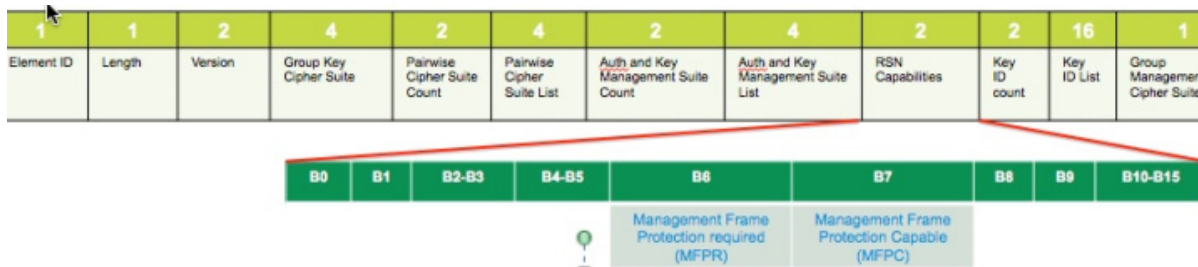 1 1 2 4 2 4 2 4 2 2 16 1
Element ID Length Version Group Key Pairwise Pairwise Auth and Key Auth and Key RSN Key Key Group
Cipher Suite Cipher Suite Cipher Management Suite Management Suite Capabilities ID ID List Managemen
Count Suite List Count List count Cipher Suite
B0 B1 B2-B3 B4-B5 B6 B7 B8 B9 B10-B15
Management Frame Management Frame
Protection required Protection Capable
(MFPR) (MFPC)